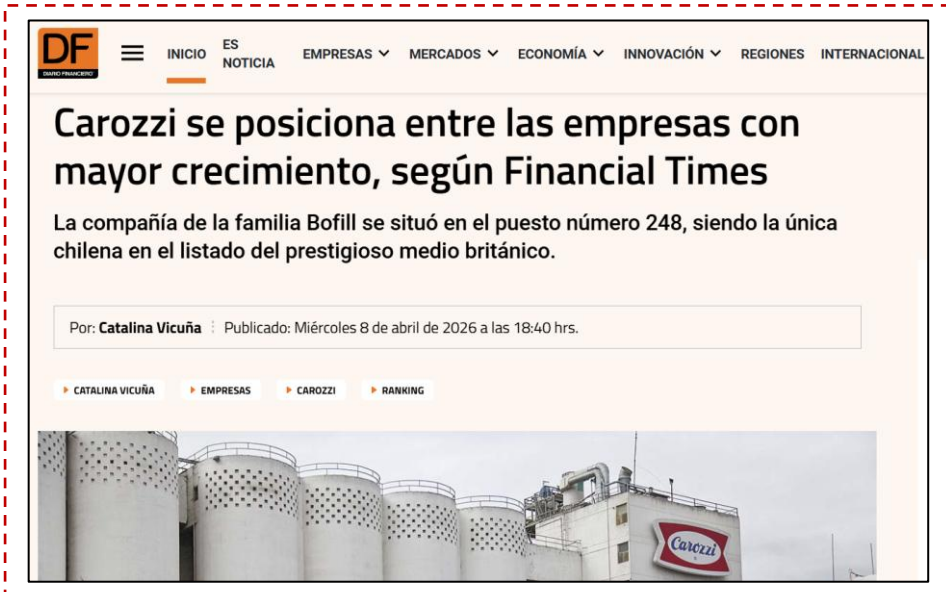 DF
DIARIO FINANCIERO
INICIO
ES
NOTICIA
EMPRESAS
MERCADOS
ECONOMÍA
INNOVACIÓN
REGIONES
INTERNACIONAL
Carozzi se posiciona entre las empresas con
mayor crecimiento, según Financial Times
La compañía de la familia Bofill se situó en el puesto número 248, siendo la única
chilena en el listado del prestigioso medio británico.
Por: Catalina Vicuña Publicado: Miércoles 8 de abril de 2026 a las 18:40 hrs.
CATALINA VICUÑA
EMPRESAS
CAROZZI
RANKING
Carozzi